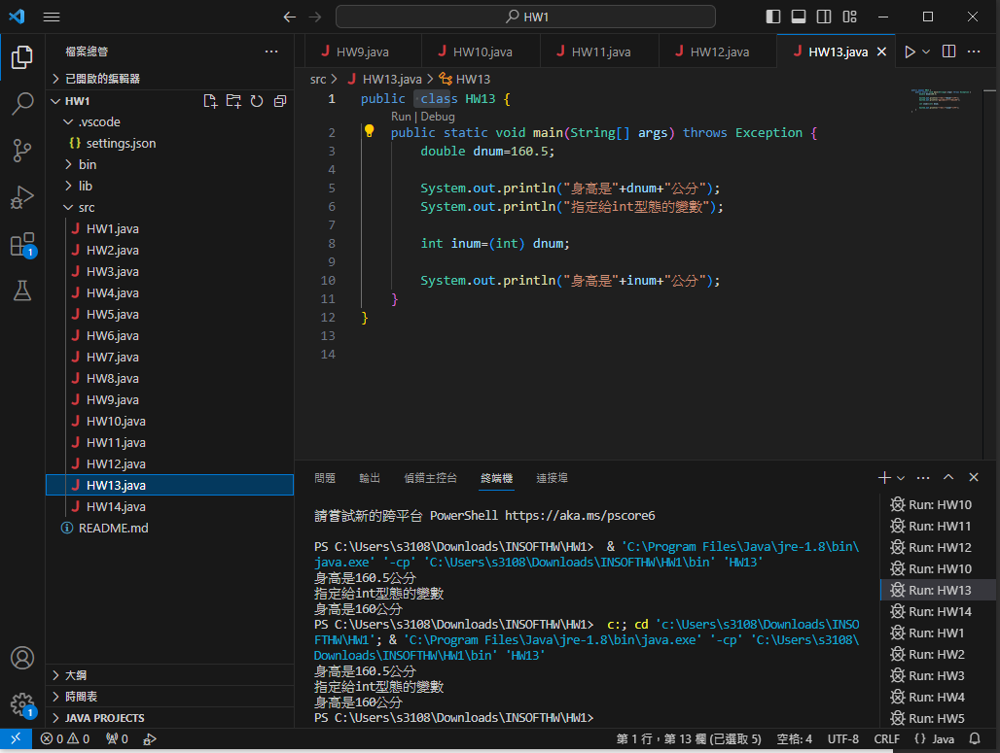 HW1
檔案總管
HW9.java
HW10.java
HW11.java
HW12.java
HW13.java
已開啟的編輯器
HW1
.vscode
{} settings.json
bin
lib
src
HW1.java
HW2.java
HW3.java
HW4.java
HW5.java
HW6.java
HW7.java
HW8.java
HW9.java
HW10.java
HW11.java
HW12.java
HW13.java
HW14.java
README.md
大綱
時間表
JAVA PROJECTS
src > HW13.java > HW13
1 public class HW13 {
Run | Debug
2 public static void main(String[] args) throws Exception {
3 double dnum=160.5;
4
5 System.out.println("身高是"+dnum+"公分");
6 System.out.println("指定給int型態的變數");
7
8 int inum=(int) dnum;
9
10 System.out.println("身高是"+inum+"公分");
11 }
12 }
13
14
問題 輸出 偵錯主控台 終端機 連接埠
請嘗試新的跨平台 PowerShell https://aka.ms/pscore6
PS C:\Users\s3108\Downloads\INSOFTHW\HW1> & 'C:\Program Files\Java\jre-1.8\bin\
java.exe' '-cp' 'C:\Users\s3108\Downloads\INSOFTHW\HW1\bin' 'HW13'
身高是160.5公分
指定給int型態的變數
身高是160公分
PS C:\Users\s3108\Downloads\INSOFTHW\HW1> c:; cd 'c:\Users\s3108\Downloads\INSO
FTHW\HW1'; & 'C:\Program Files\Java\jre-1.8\bin\java.exe' '-cp' 'C:\Users\s3108\
Downloads\INSOFTHW\HW1\bin' 'HW13'
身高是160.5公分
指定給int型態的變數
身高是160公分
PS C:\Users\s3108\Downloads\INSOFTHW\HW1>
Run: HW10
Run: HW11
Run: HW12
Run: HW10
Run: HW13
Run: HW14
Run: HW1
Run: HW2
Run: HW3
Run: HW4
Run: HW5
1
1
0 0 0
第 1 行，第 13 欄 (已選取 5) 空格: 4 UTF-8 CRLF {} Java